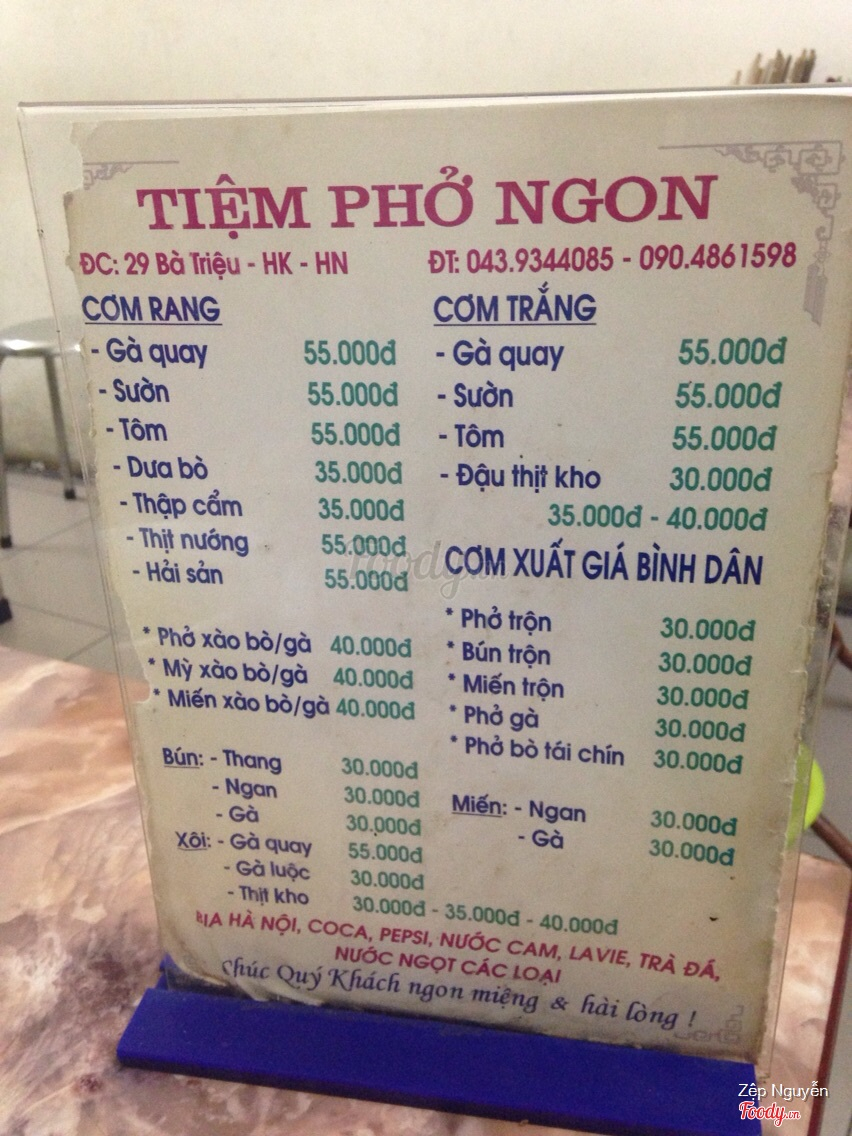 TIỆM PHỞ NGON
ĐC: 29 Bà Triệu - HK - HN
ĐT: 043.9344085 - 090.4861598
CƠM RANG
- Gà quay 55.000đ
- Sườn 55.000đ
- Tôm 55.000đ
- Dưa bò 35.000đ
- Thập cẩm 35.000đ
- Thịt nướng 55.000đ
- Hải sản 55.000đ
* Phở xào bò/gà 40.000đ
* Mỳ xào bò/gà 40.000đ
* Miến xào bò/gà 40.000đ
Bún: - Thang 30.000đ
- Ngan 30.000đ
- Gà 30.000đ
Xôi: - Gà quay 55.000đ
- Gà luộc 30.000đ
- Thịt kho 30.000đ - 35.000đ - 40.000đ
CƠM TRẮNG
- Gà quay 55.000đ
- Sườn 55.000đ
- Tôm 55.000đ
- Đậu thịt kho 30.000đ
35.000đ - 40.000đ
CƠM XUẤT GIÁ BÌNH DÂN
* Phở trộn 30.000đ
* Bún trộn 30.000đ
* Miến trộn 30.000đ
* Phở gà 30.000đ
* Phở bò tái chín 30.000đ
Miến: - Ngan 30.000đ
- Gà 30.000đ
BIA HÀ NỘI, COCA, PEPSI, NƯỚC CAM, LAVIE, TRÀ ĐÁ,
NƯỚC NGỌT CÁC LOẠI
Chúc Quý Khách ngon miệng & hài lòng !
Foody.vn
Zệp Nguyễn
Foody.vn